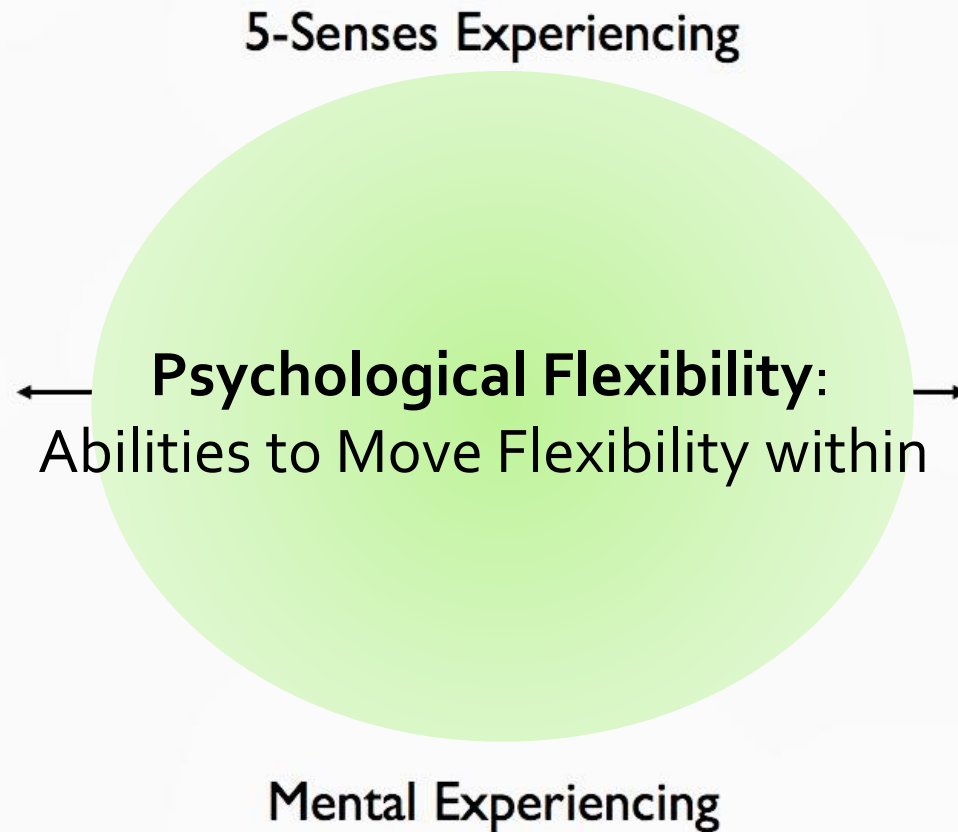 5-Senses Experiencing
Psychological Flexibility:
Abilities to Move Flexibility within
Mental Experiencing